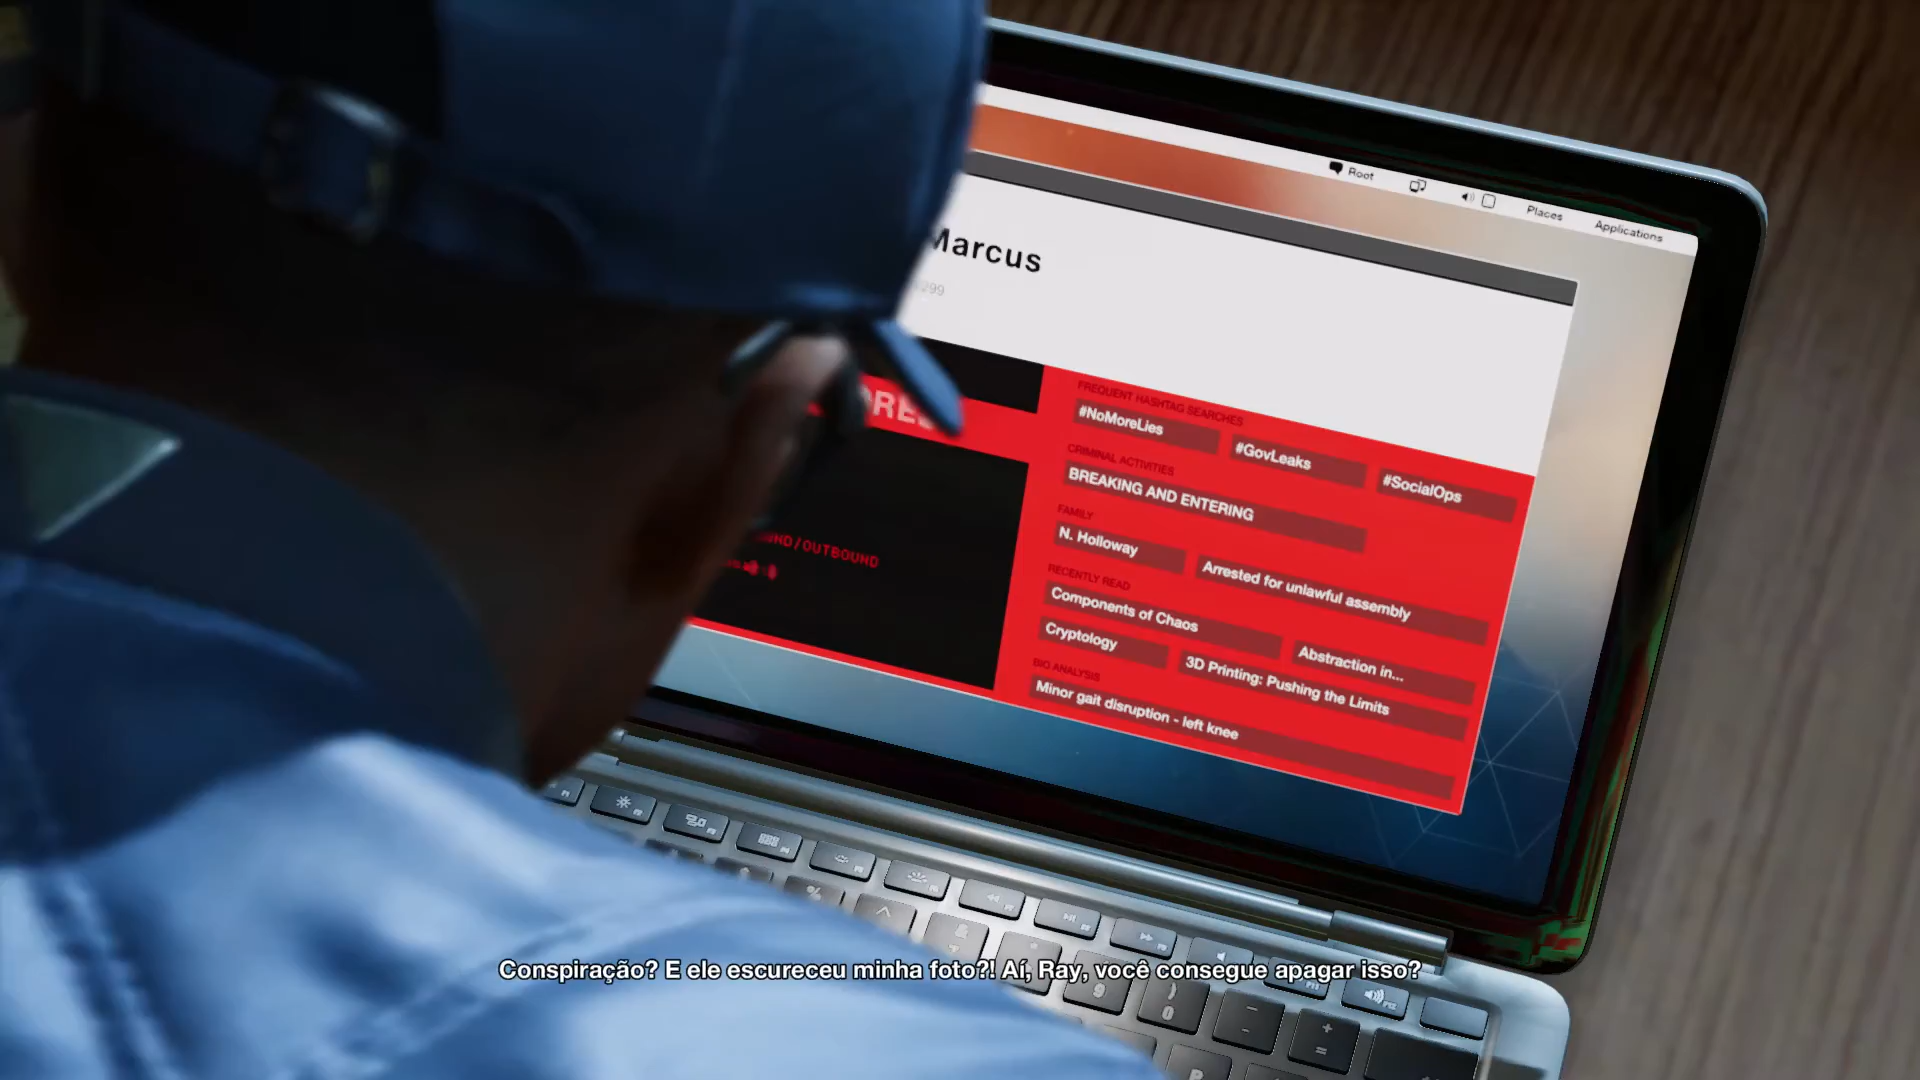 Root
Places
Applications
Marcus
299
FREQUENT HASHTAG SEARCHES
#NoMoreLies
#GovLeaks
#SocialOps
CRIMINAL ACTIVITIES
BREAKING AND ENTERING
FAMILY
N. Holloway
Arrested for unlawful assembly
RECENTLY READ
Components of Chaos
Abstraction in...
Cryptology
3D Printing: Pushing the Limits
BIO ANALYSIS
Minor gait disruption - left knee
/OUTBOUND
Conspiração? E ele escureceu minha foto?! Aí, Ray, você consegue apagar isso?